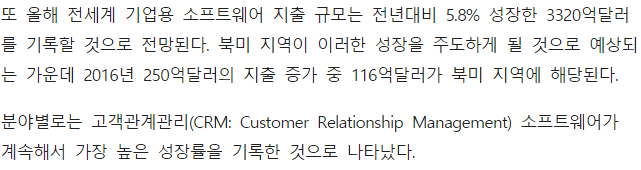 또 올해 전세계 기업용 소프트웨어 지출 규모는 전년대비 5.8% 성장한 3320억달러
를 기록할 것으로 전망된다. 북미 지역이 이러한 성장을 주도하게 될 것으로 예상되
는 가운데 2016년 250억달러의 지출 증가 중 116억달러가 북미 지역에 해당된다.
분야별로는 고객관계관리(CRM: Customer Relationship Management) 소프트웨어가
계속해서 가장 높은 성장률을 기록한 것으로 나타났다.